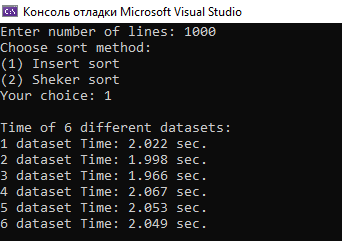 Консоль отладки Microsoft Visual Studio
Enter number of lines: 1000
Choose sort method:
(1) Insert sort
(2) Sheker sort
Your choice: 1
Time of 6 different datasets:
1 dataset Time: 2.022 sec.
2 dataset Time: 1.998 sec.
3 dataset Time: 1.966 sec.
4 dataset Time: 2.067 sec.
5 dataset Time: 2.053 sec.
6 dataset Time: 2.049 sec.